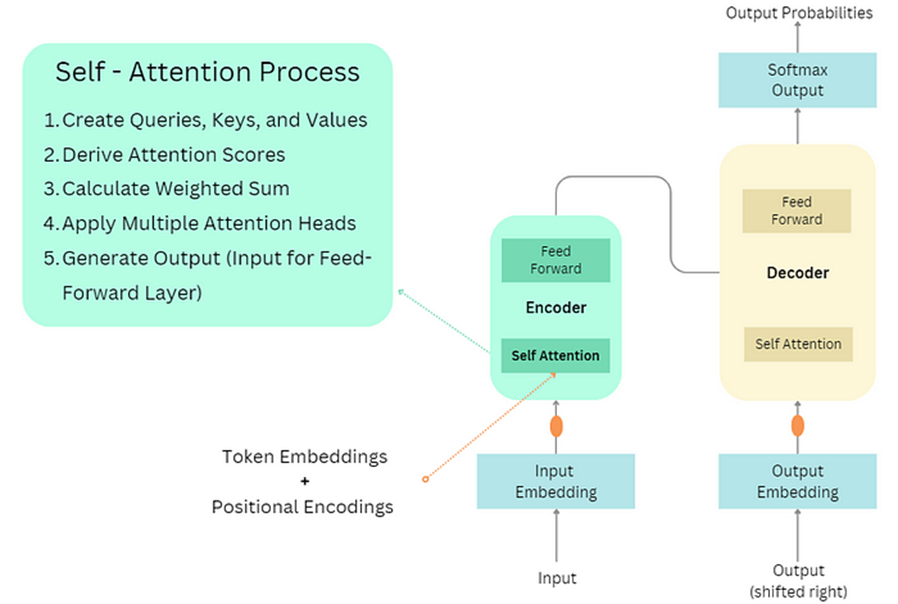 Self - Attention Process
1. Create Queries, Keys, and Values
2. Derive Attention Scores
3. Calculate Weighted Sum
4. Apply Multiple Attention Heads
5. Generate Output (Input for Feed-
Forward Layer)
Token Embeddings
+
Positional Encodings
Feed
Forward
Encoder
Self Attention
Input
Embedding
Input
Output Probabilities
Softmax
Output
Feed
Forward
Decoder
Self Attention
Output
Embedding
Output
(shifted right)